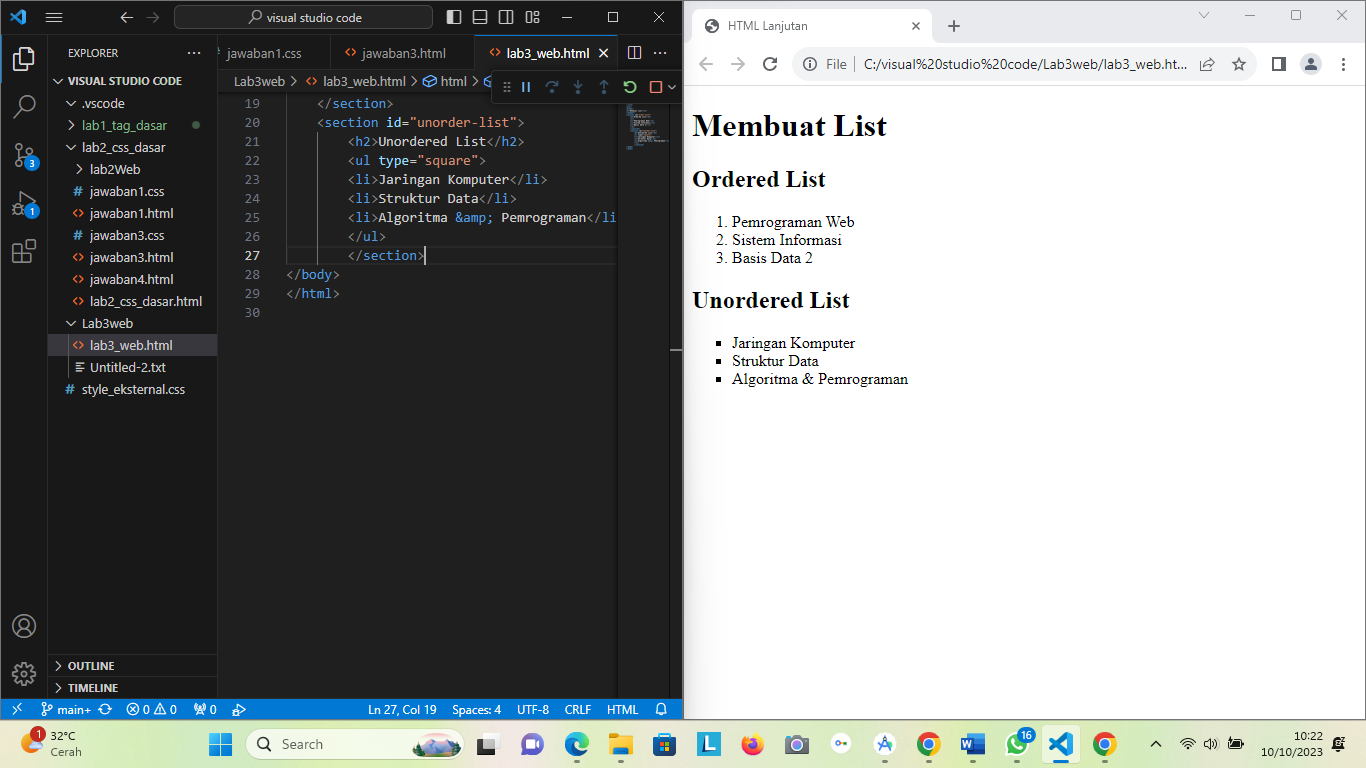 visual studio code
EXPLORER
VISUAL STUDIO CODE
.vscode
lab1_tag_dasar
lab2_css_dasar
lab2Web
jawaban1.css
jawaban1.html
jawaban3.css
jawaban3.html
jawaban4.html
lab2_css_dasar.html
Lab3web
lab3_web.html
Untitled-2.txt
style_eksternal.css
OUTLINE
TIMELINE
3
1
jawaban1.css
jawaban3.html
lab3_web.html
Lab3web > lab3_web.html > html >
19 </section>
20 <section id="unorder-list">
21 <h2>Unordered List</h2>
22 <ul type="square">
23 <li>Jaringan Komputer</li>
24 <li>Struktur Data</li>
25 <li>Algoritma &amp; Pemrograman</li
26 </ul>
27 </section>
28 </body>
29 </html>
30
main+ 0 0 0 Ln 27, Col 19 Spaces: 4 UTF-8 CRLF HTML
HTML Lanjutan
File | C:/visual%20studio%20code/Lab3web/lab3_web.ht...
Membuat List
Ordered List
1. Pemrograman Web
2. Sistem Informasi
3. Basis Data 2
Unordered List
Jaringan Komputer
Struktur Data
Algoritma & Pemrograman
1
32°C
Cerah
Search
16
10:22
10/10/2023